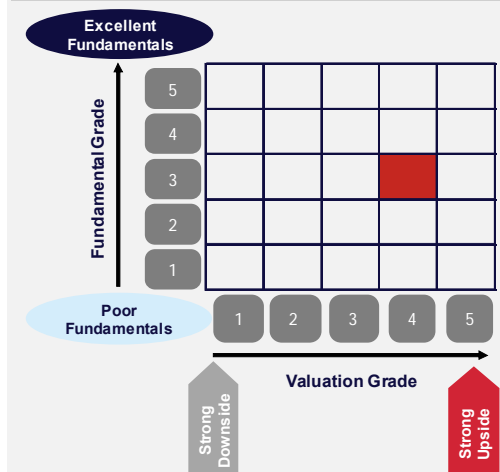 Excellent
Fundamentals
Fundamental Grade
5
4
3
2
1
Poor
Fundamentals
1
2
3
4
5
Valuation Grade
Strong
Downside
Strong
Upside